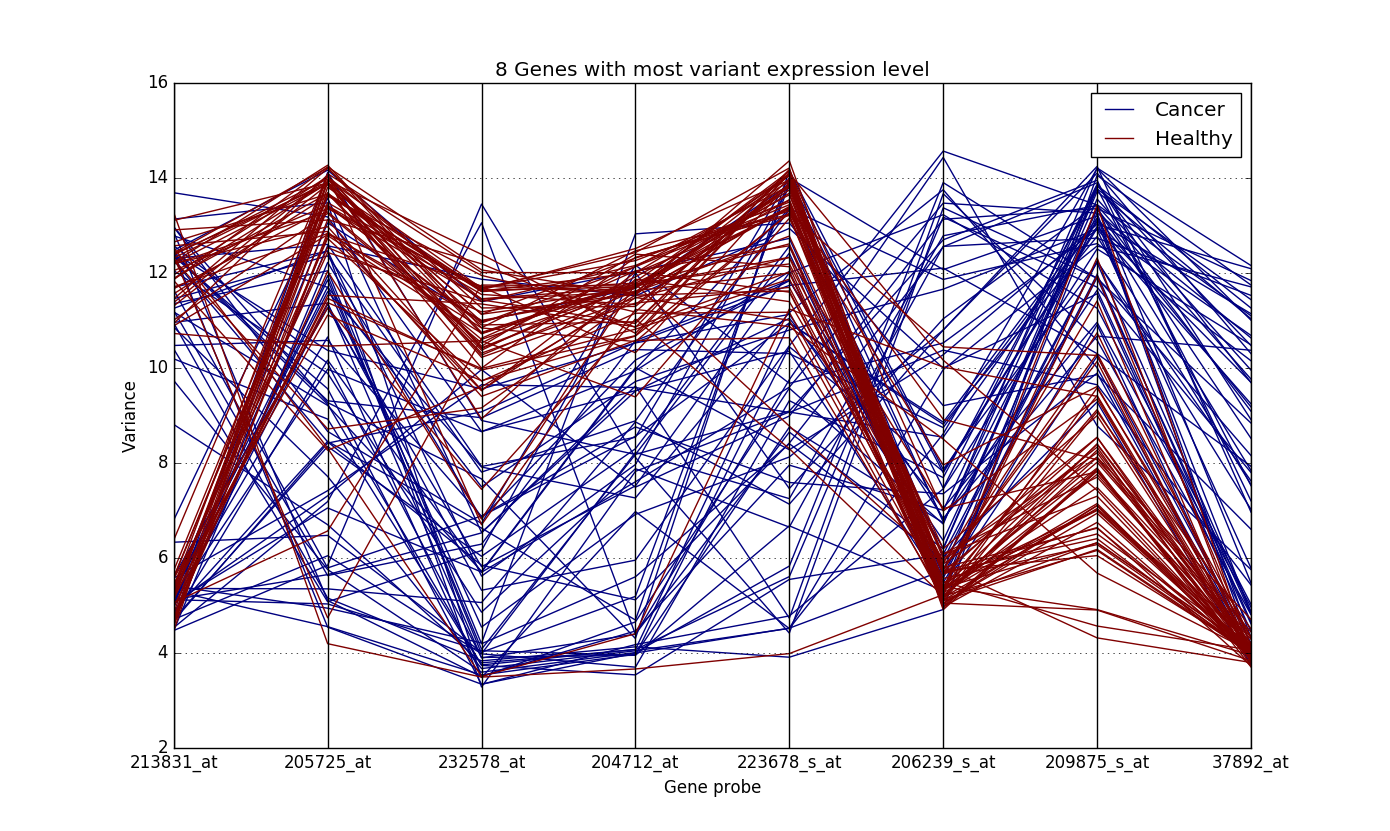 8 Genes with most variant expression level
Cancer
Healthy
16
14
12
10
8
6
4
2
Variance
213831_at 205725_at 232578_at 204712_at 223678_s_at 206239_s_at 209875_s_at 37892_at
Gene probe